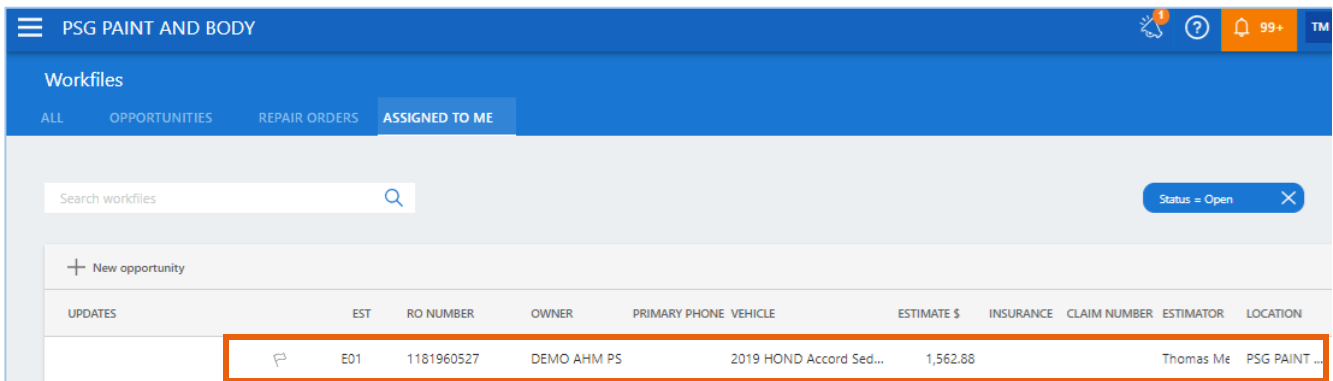 PSG PAINT AND BODY 1 99+ TM
Workfiles
ALL OPPORTUNITIES REPAIR ORDERS ASSIGNED TO ME
Search workfiles Status = Open
New opportunity
UPDATES EST RO NUMBER OWNER PRIMARY PHONE VEHICLE ESTIMATE $ INSURANCE CLAIM NUMBER ESTIMATOR LOCATION
E01 1181960527 DEMO AHM PS 2019 HOND Accord Sed... 1,562.88 Thomas Me PSG PAINT ...